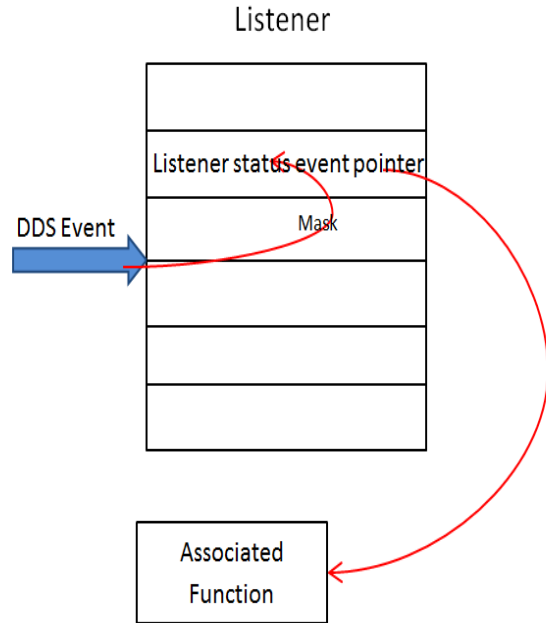 Listener
Listener status event pointer
DDS Event
Mask
Associated
Function